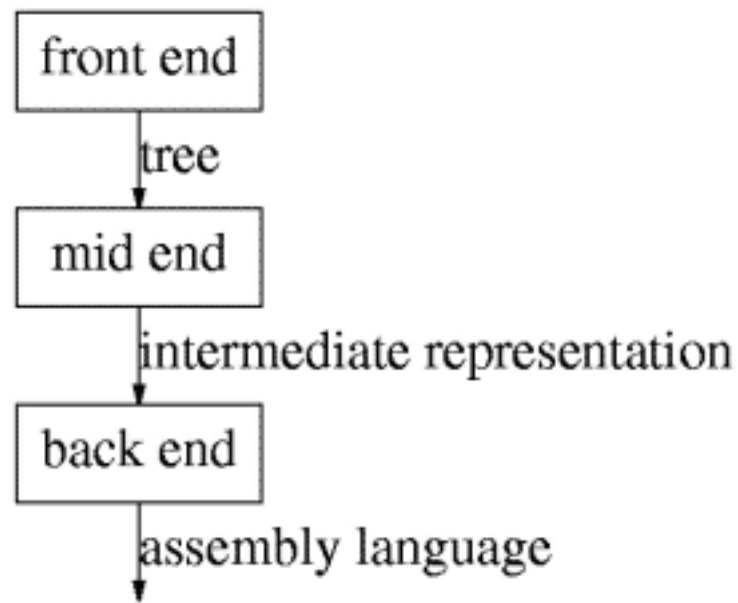 front end
tree
mid end
intermediate representation
back end
assembly language